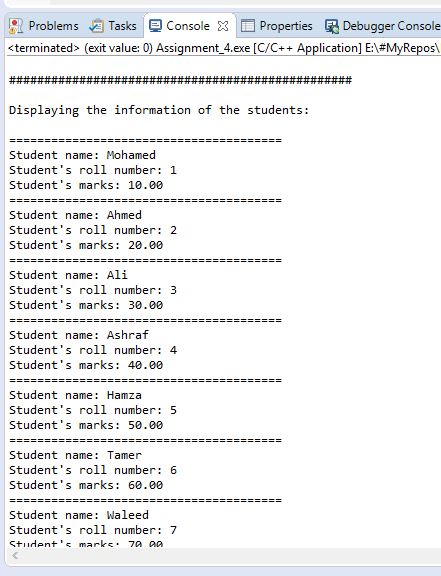 Problems Tasks Console Properties Debugger Console
<terminated> (exit value: 0) Assignment_4.exe [C/C++ Application] E:\#MyRepos\
#################################################
Displaying the information of the students:
=======================================
Student name: Mohamed
Student's roll number: 1
Student's marks: 10.00
=======================================
Student name: Ahmed
Student's roll number: 2
Student's marks: 20.00
=======================================
Student name: Ali
Student's roll number: 3
Student's marks: 30.00
=======================================
Student name: Ashraf
Student's roll number: 4
Student's marks: 40.00
=======================================
Student name: Hamza
Student's roll number: 5
Student's marks: 50.00
=======================================
Student name: Tamer
Student's roll number: 6
Student's marks: 60.00
=======================================
Student name: Waleed
Student's roll number: 7
Student's marks: 70.00